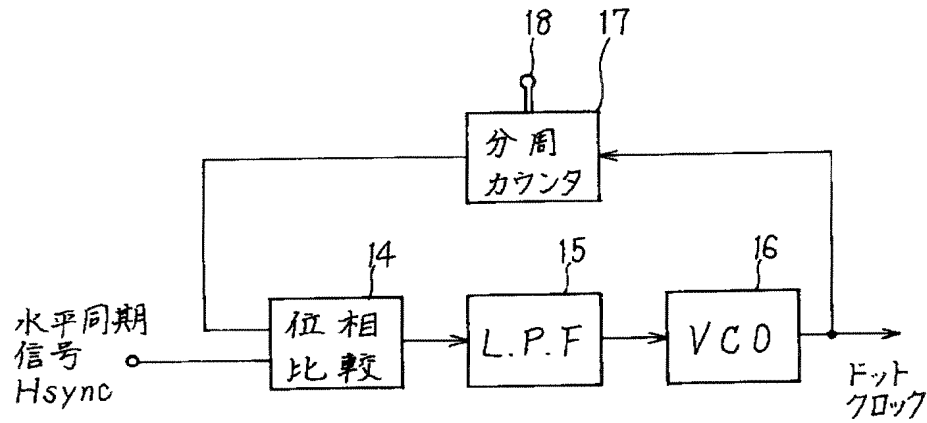 18
17
分周
カウンタ
14
15
16
水平同期
信号
Hsync
位相
比較
L.P.F
VCO
ドット
クロック